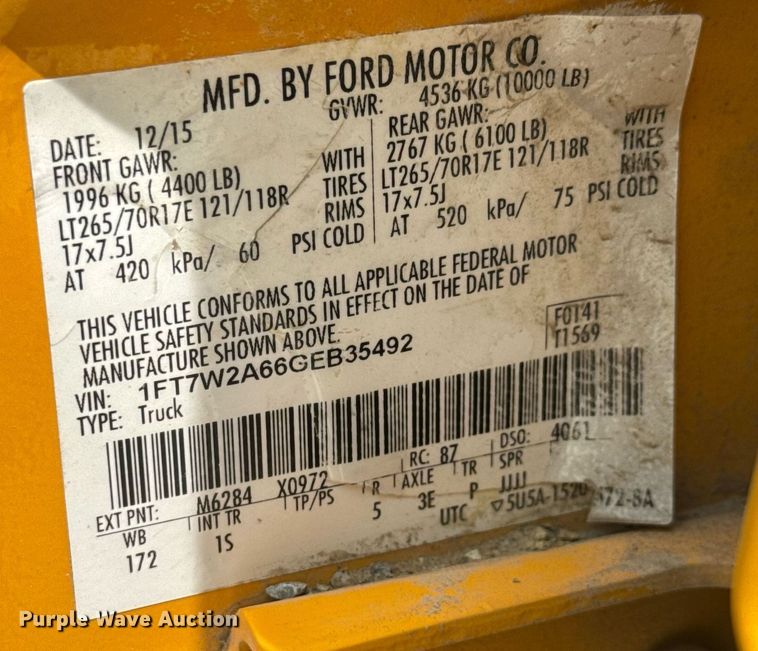 MFD. BY FORD MOTOR CO.
DATE: 12/15
GVWR: 4536 KG (10000 LB)
FRONT GAWR:
1996 KG ( 4400 LB) WITH
LT265/70R17E 121/118R TIRES
17x7.5J RIMS
AT 420 kPa/ 60 PSI COLD
REAR GAWR: WITH
2767 KG ( 6100 LB) TIRES
LT265/70R17E 121/118R RIMS
17x7.5J
AT 520 kPa/ 75 PSI COLD
THIS VEHICLE CONFORMS TO ALL APPLICABLE FEDERAL MOTOR
VEHICLE SAFETY STANDARDS IN EFFECT ON THE DATE OF
MANUFACTURE SHOWN ABOVE.
F0141
T1569
VIN: 1FT7W2A66GEB35492
TYPE: Truck
EXT PNT: M6284 X0972 RC: 87 DSO: 4061
WB INT TR TP/PS R AXLE TR SPR
172 1S 5 3E P JJJJ
UTC ▽5U5A-1520472-BA
Purple Wave Auction